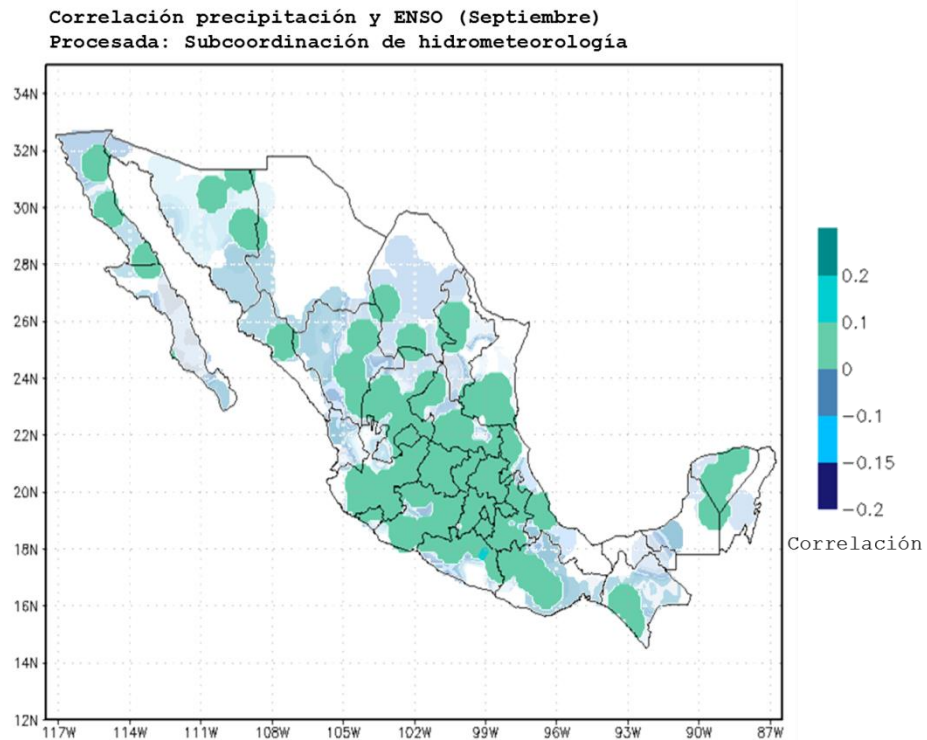 Correlación precipitación y ENSO (Septiembre)
Procesada: Subcoordinación de hidrometeorología
34N
32N
30N
28N
26N
24N
22N
20N
18N
16N
14N
12N
117W 114W 111W 108W 105W 102W 99W 96W 93W 90W 87W
0.2
0.1
0
-0.1
-0.15
-0.2
Correlación